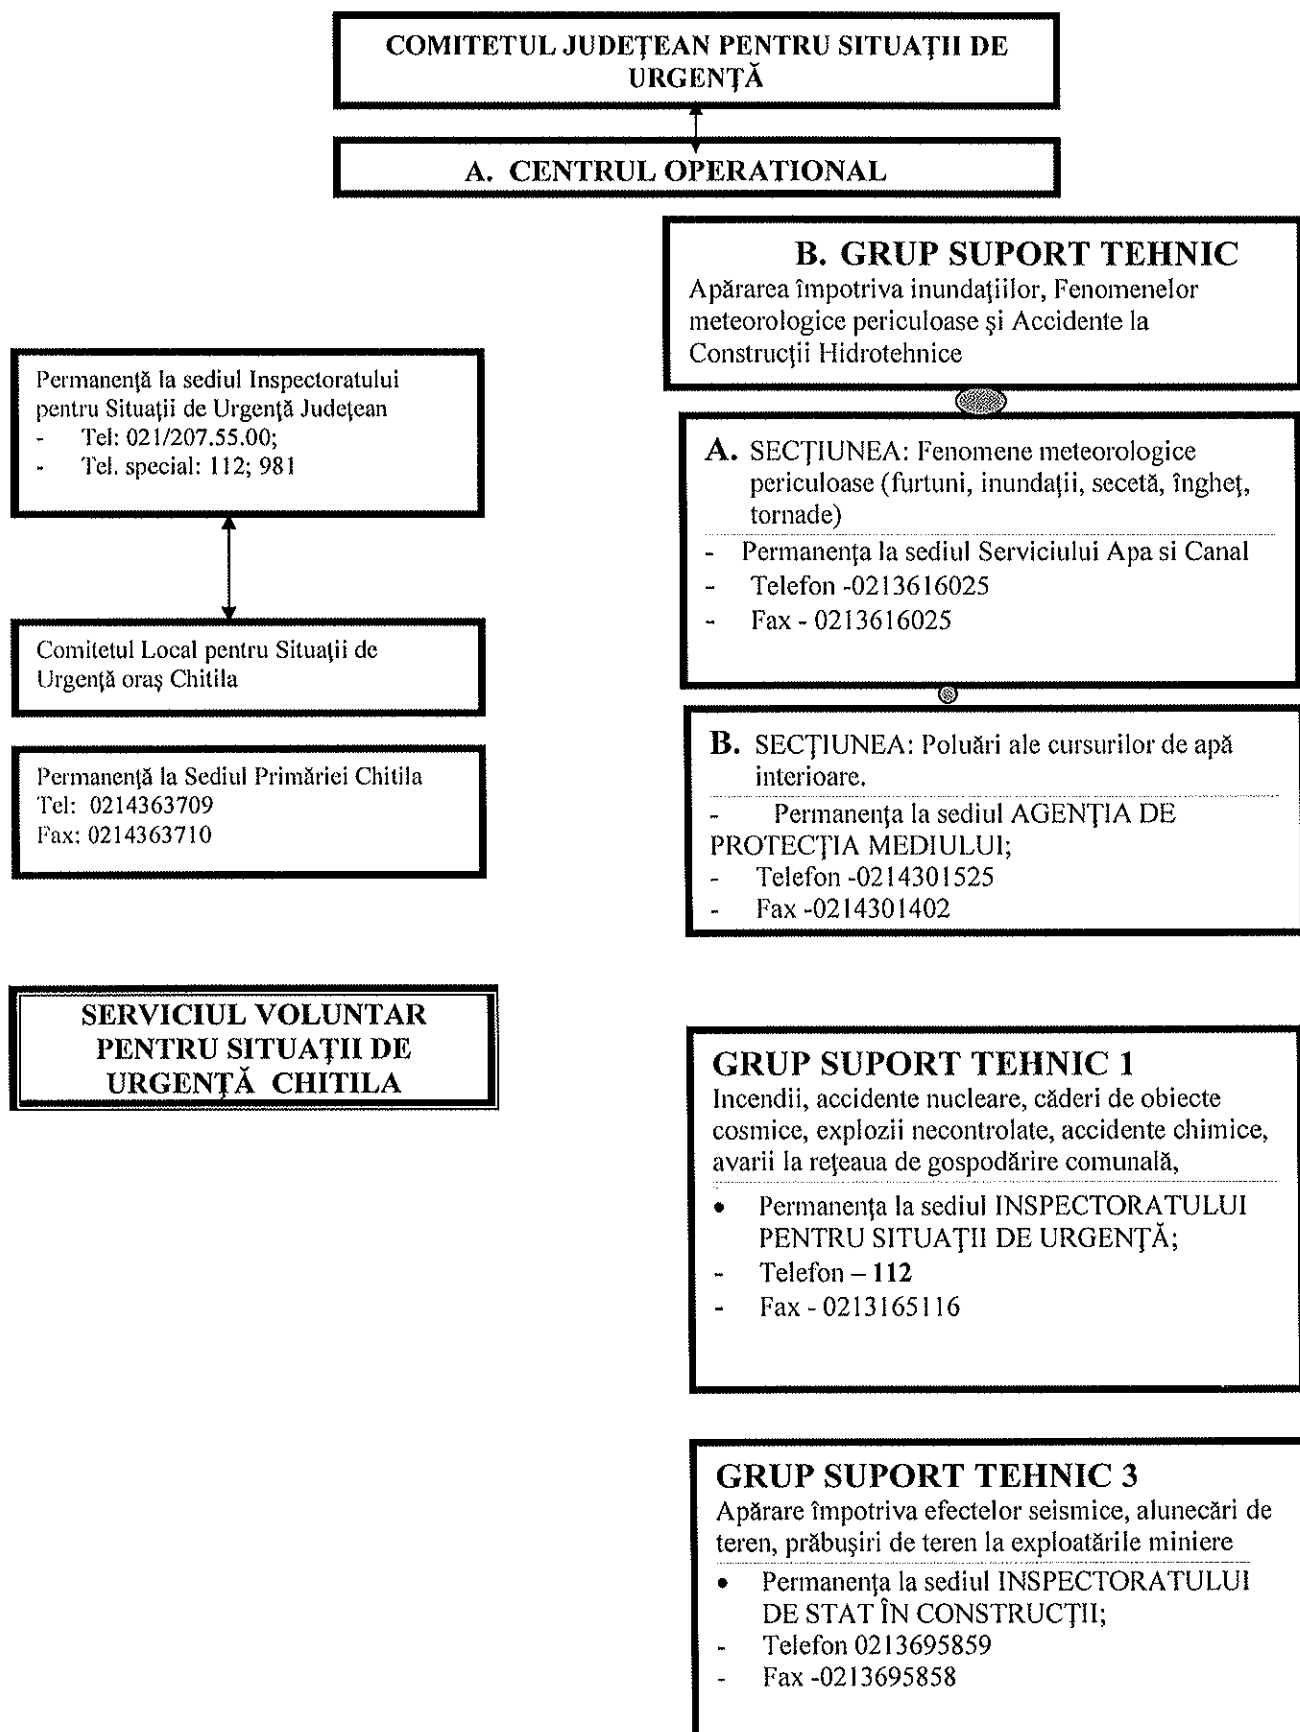 COMITETUL JUDEȚEAN PENTRU SITUAȚII DE
URGENȚĂ
A. CENTRUL OPERATIONAL
B. GRUP SUPORT TEHNIC
Apărarea împotriva inundațiilor, Fenomenelor
meteorologice periculoase și Accidente la
Construcții Hidrotehnice
Permanență la sediul Inspectoratului
pentru Situații de Urgență Județean
- Tel: 021/207.55.00;
- Tel. special: 112; 981
A. SECȚIUNEA: Fenomene meteorologice
periculoase (furtuni, inundații, secetă, îngheț,
tornade)
- Permanența la sediul Serviciului Apa si Canal
- Telefon -0213616025
- Fax - 0213616025
Comitetul Local pentru Situații de
Urgență oraș Chitila
B. SECȚIUNEA: Poluări ale cursurilor de apă
interioare.
- Permanența la sediul AGENȚIA DE
PROTECȚIA MEDIULUI;
- Telefon -0214301525
- Fax -0214301402
Permanență la Sediul Primăriei Chitila
Tel: 0214363709
Fax: 0214363710
SERVICIUL VOLUNTAR
PENTRU SITUAȚII DE
URGENȚĂ CHITILA
GRUP SUPORT TEHNIC 1
Incendii, accidente nucleare, căderi de obiecte
cosmice, explozii necontrolate, accidente chimice,
avarii la rețeaua de gospodărire comunală,
• Permanența la sediul INSPECTORATULUI
PENTRU SITUAȚII DE URGENȚĂ;
- Telefon – 112
- Fax - 0213165116
GRUP SUPORT TEHNIC 3
Apărare împotriva efectelor seismice, alunecări de
teren, prăbușiri de teren la exploatările miniere
• Permanența la sediul INSPECTORATULUI
DE STAT ÎN CONSTRUCȚII;
- Telefon 0213695859
- Fax -0213695858